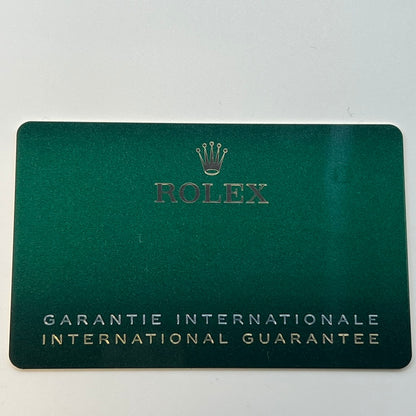 ROLEX
GARANTIE INTERNATIONALE
INTERNATIONAL GUARANTEE